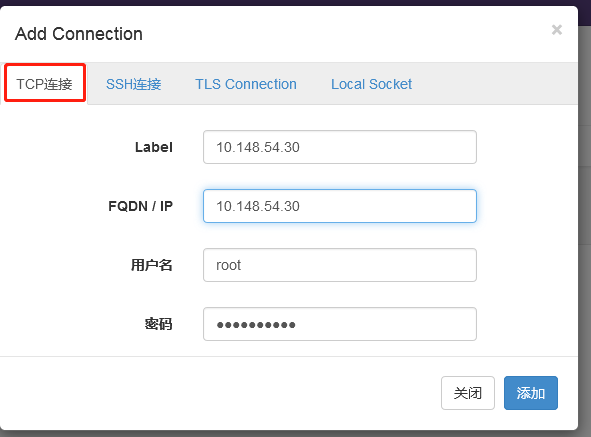 Add Connection ×
TCP连接 SSH连接 TLS Connection Local Socket
Label 10.148.54.30
FQDN / IP 10.148.54.30
用户名 root
密码 ●●●●●●●●●●
关闭 添加